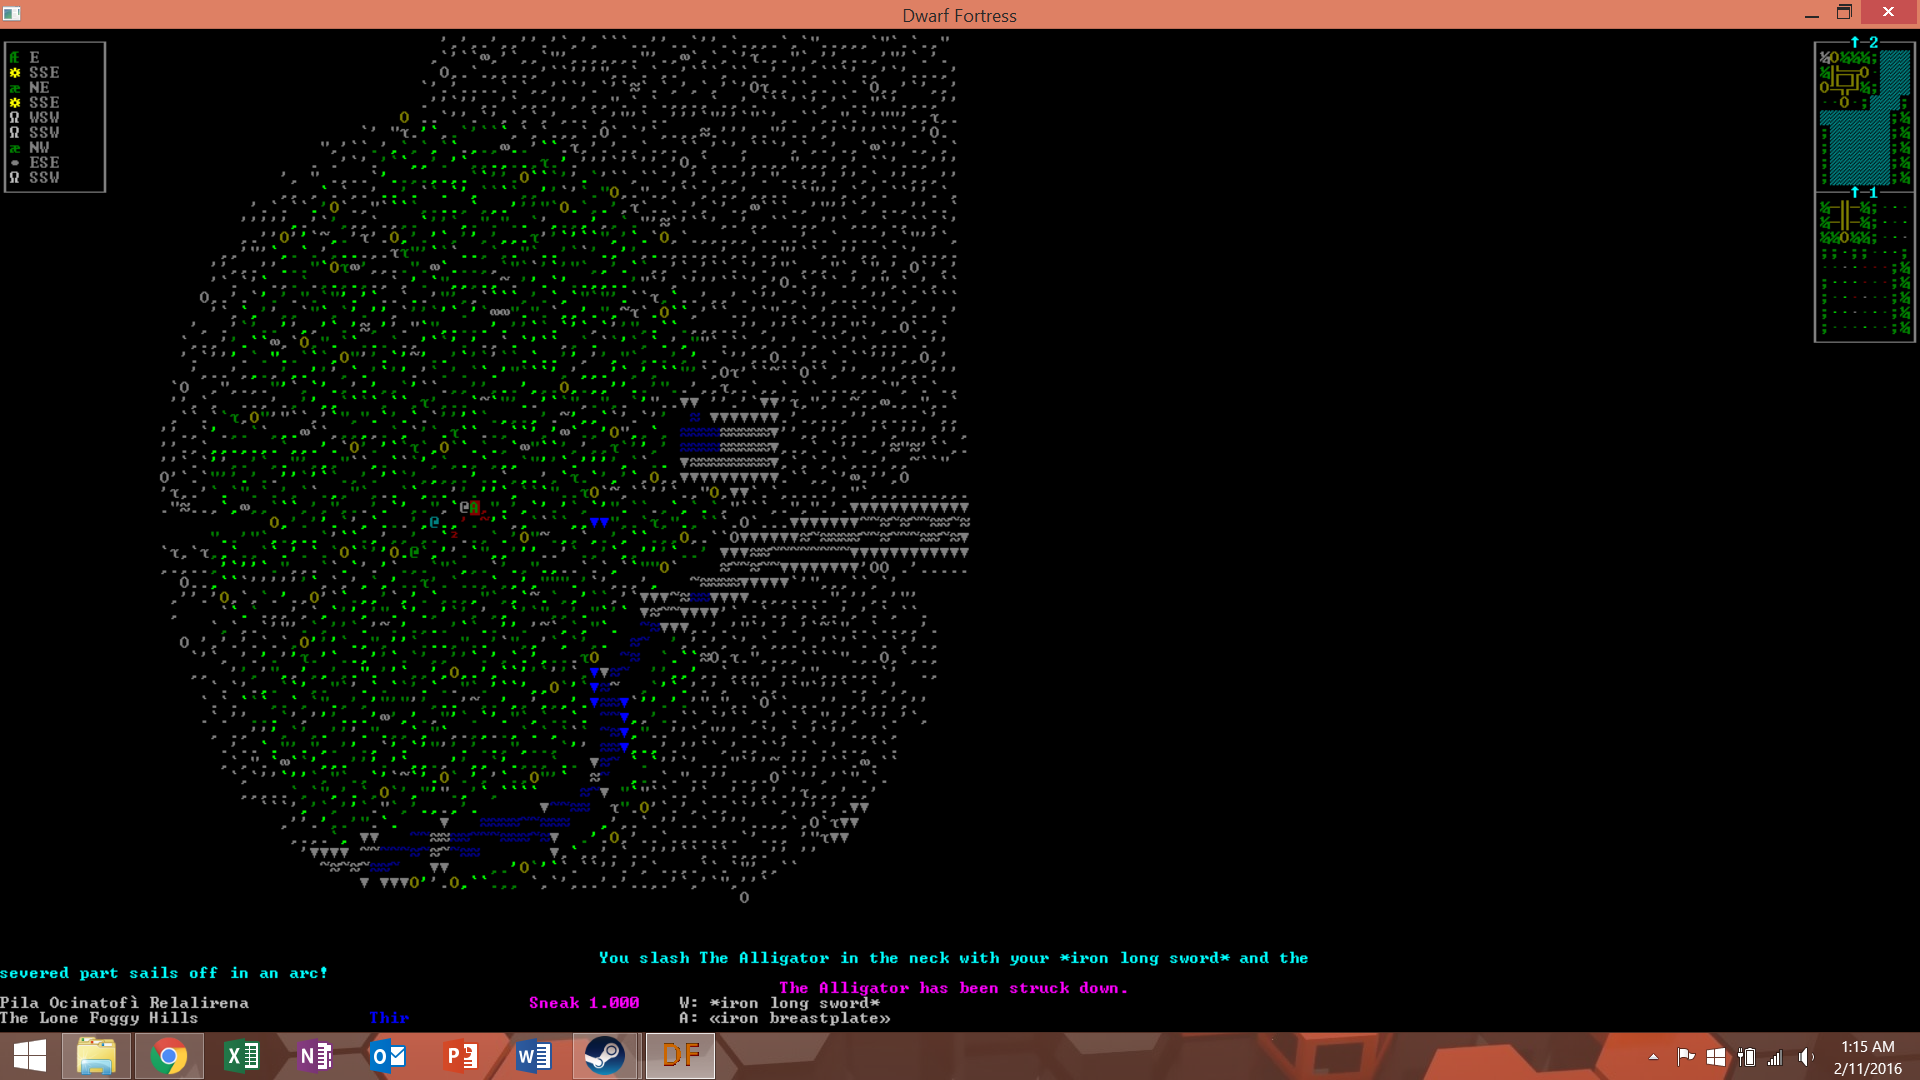 Dwarf Fortress
E
SSE
NE
SSE
WSW
SSW
NW
ESE
SSW
2
1
You slash The Alligator in the neck with your *iron long sword* and the
severed part sails off in an arc!
The Alligator has been struck down.
Pila Ocinatofì Relalirena
Sneak 1.000
W: *iron long sword*
The Lone Foggy Hills
Thir
A: «iron breastplate»
DF
1:15 AM
2/11/2016